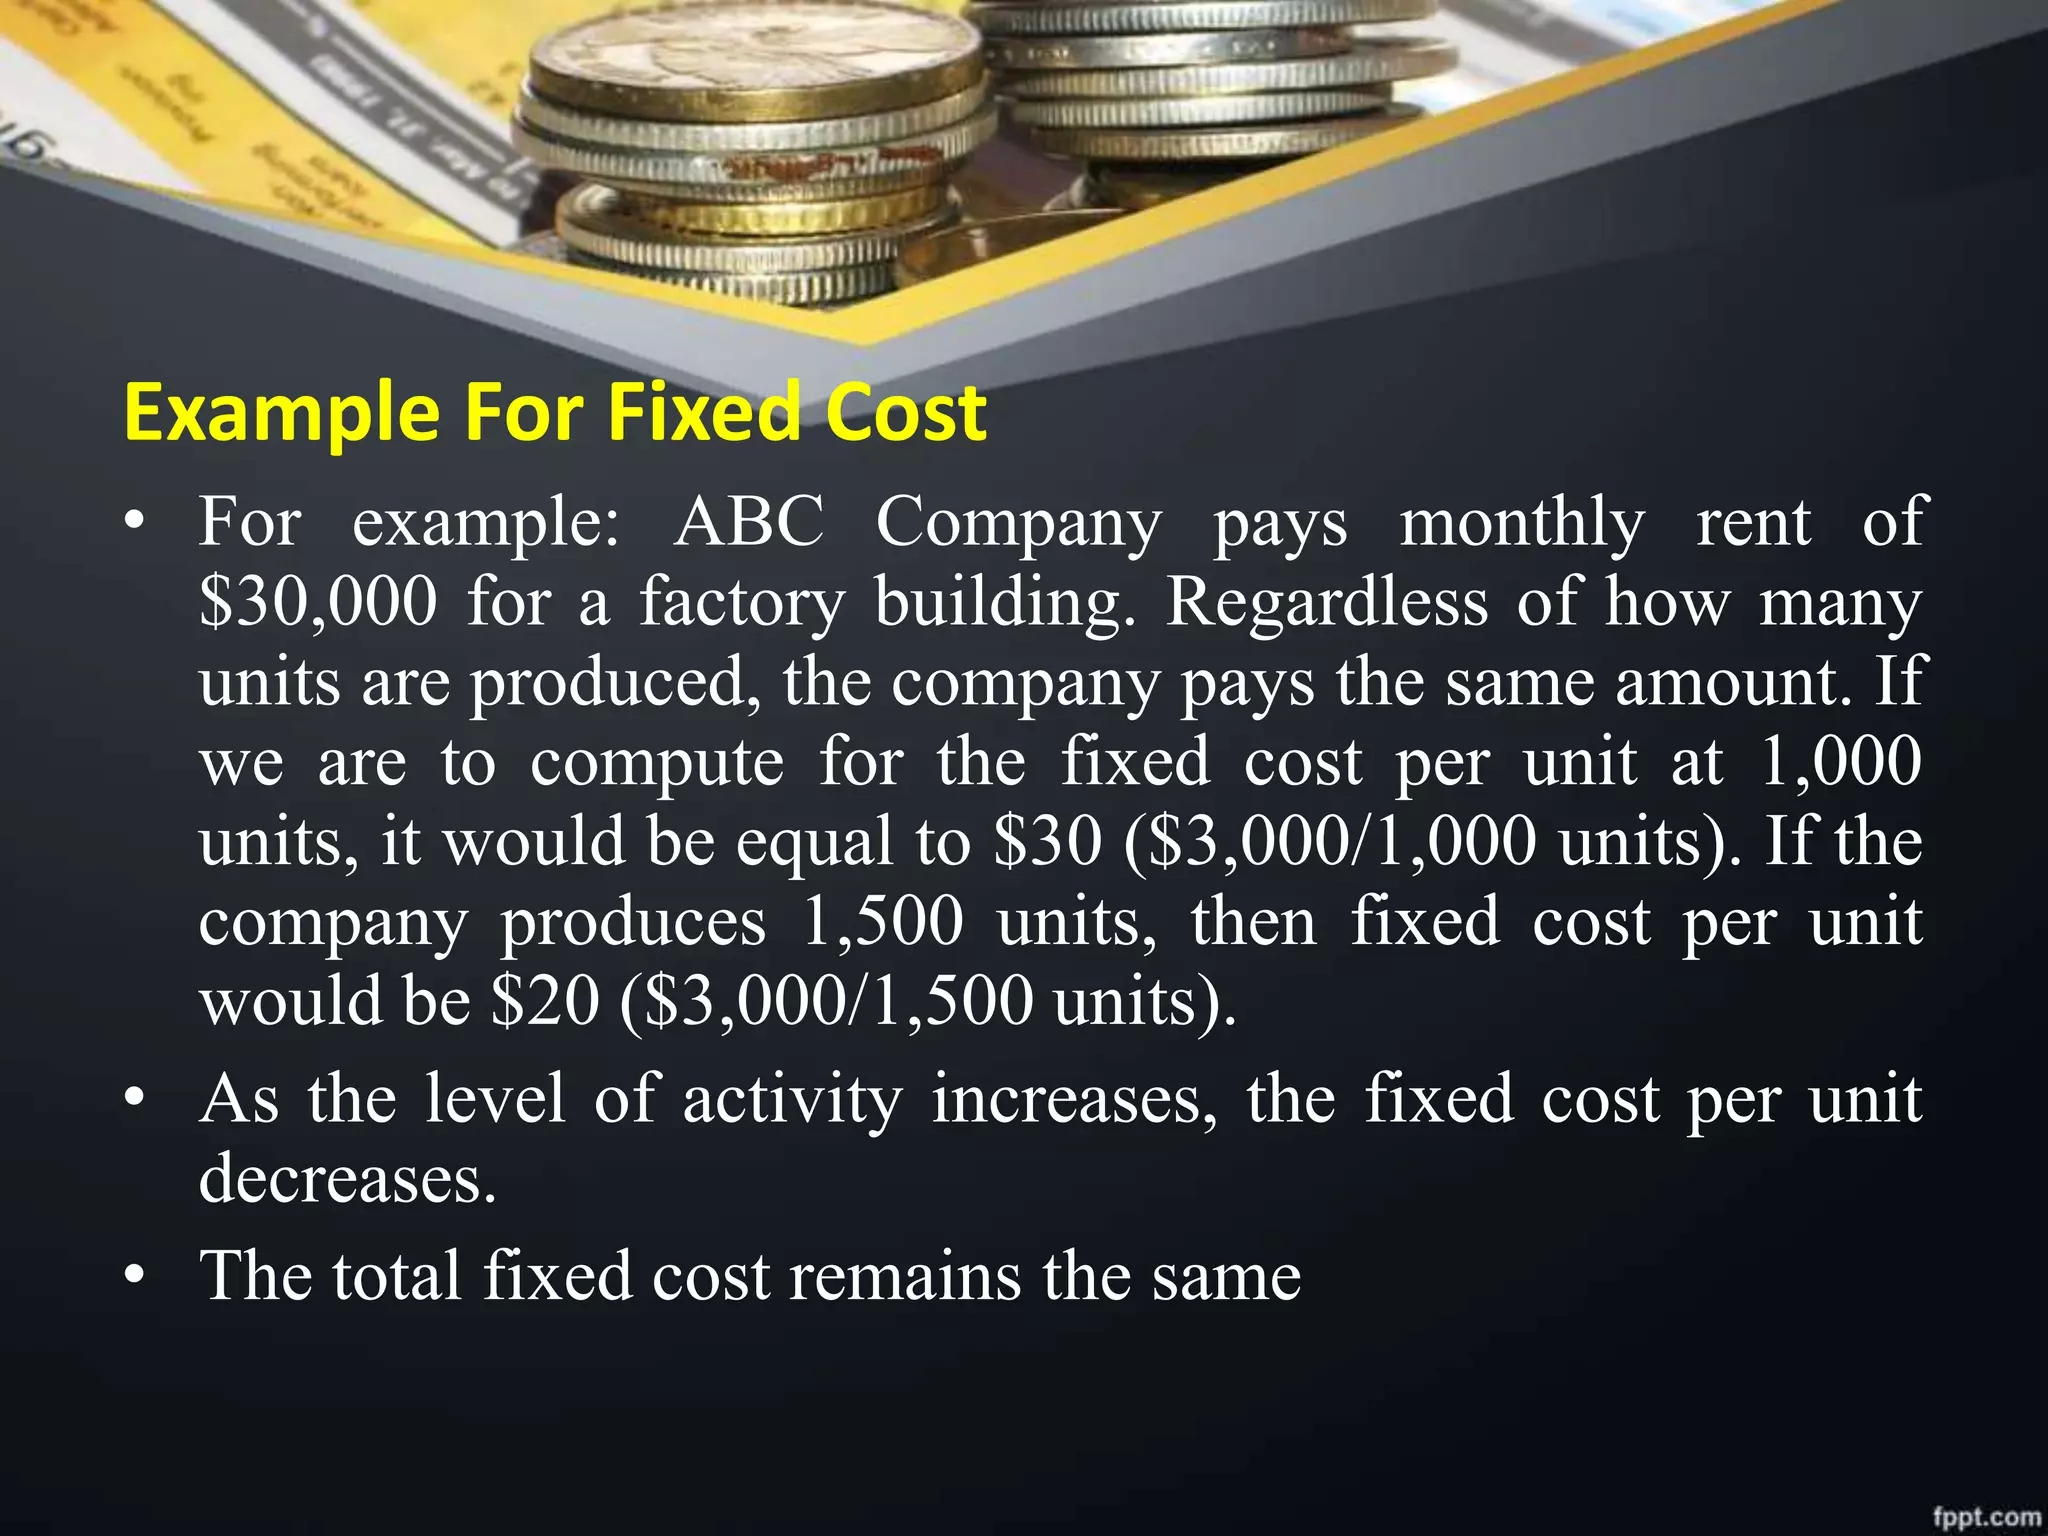 Example For Fixed Cost
• For example: ABC Company pays monthly rent of
$30,000 for a factory building. Regardless of how many
units are produced, the company pays the same amount. If
we are to compute for the fixed cost per unit at 1,000
units, it would be equal to $30 ($3,000/1,000 units). If the
company produces 1,500 units, then fixed cost per unit
would be $20 ($3,000/1,500 units).
• As the level of activity increases, the fixed cost per unit
decreases.
• The total fixed cost remains the same
fppt.com